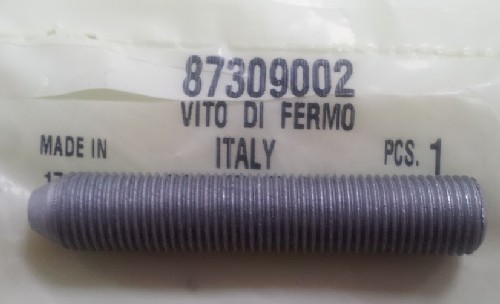 87309002
VITO DI FERMO
MADE IN ITALY PCS. 1